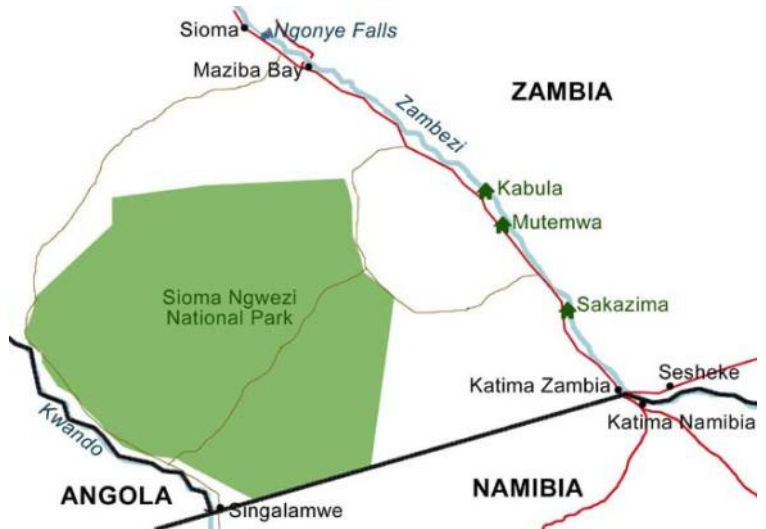 Sioma
Ngonye Falls
Maziba Bay
ZAMBIA
Zambezi
Kabula
Mutemwa
Sioma Ngwezi
National Park
Sakazima
Sesheke
Katima Zambia
Katima Namibia
Kwando
ANGOLA
NAMIBIA
Singalamwe